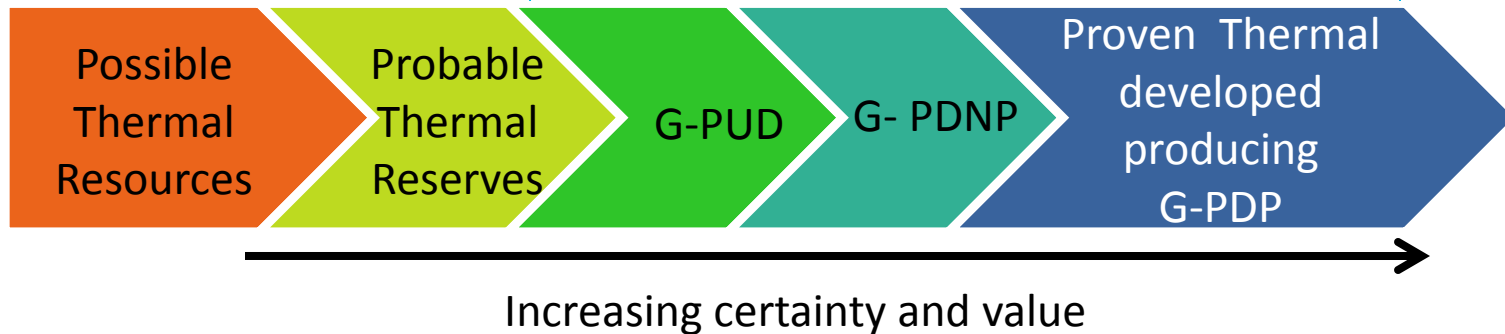 Possible
Thermal
Resources
Probable
Thermal
Reserves
G-PUD
G- PDNP
Proven Thermal
developed
producing
G-PDP
Increasing certainty and value